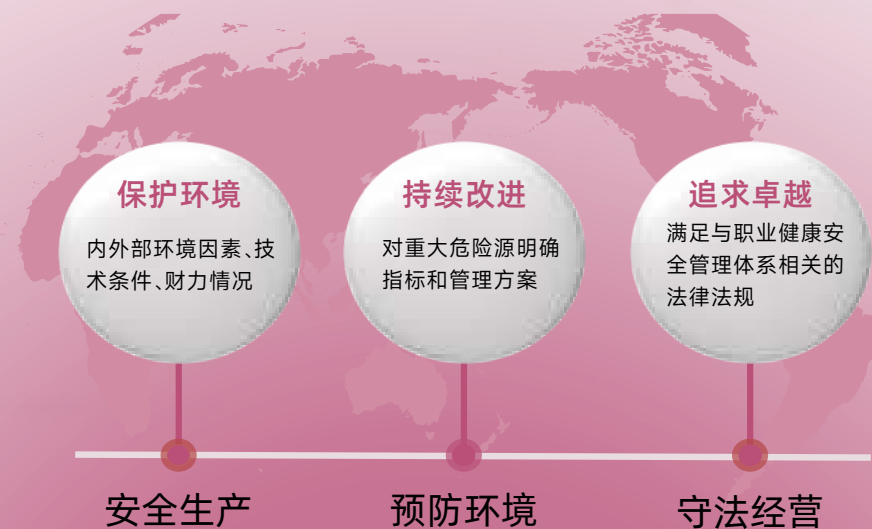 保护环境
内外部环境因素、技
术条件、财力情况
持续改进
对重大危险源明确
指标和管理方案
追求卓越
满足与职业健康安
全管理体系相关的
法律法规
安全生产
预防环境
守法经营